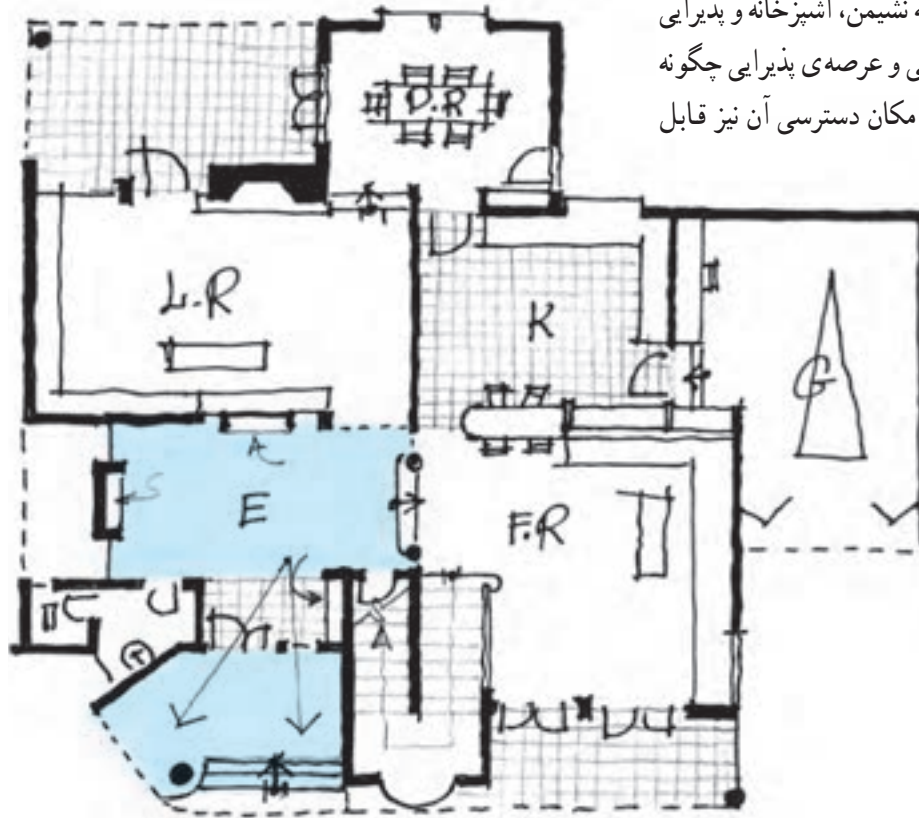 نشیمن، آشپزخانه و پذیرایی
و عرصه‌ی پذیرایی چگونه
مکان دسترسی آن نیز قابل
D.R
L.R
K
G
A
S
E
F.R
T